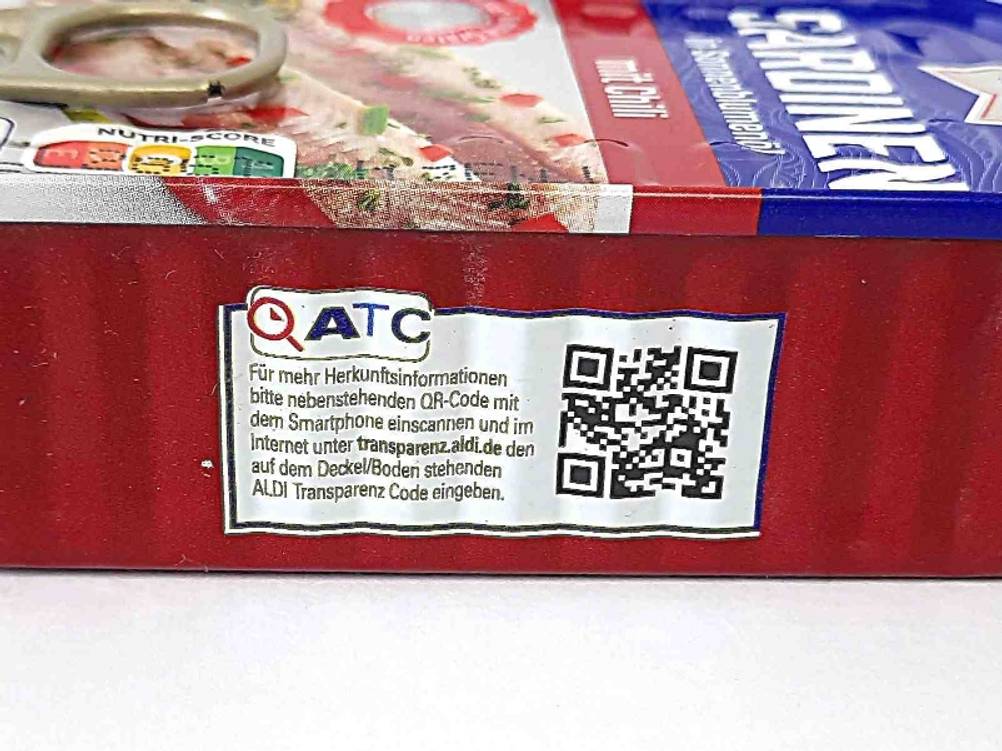 SARDINEN
in Sonnenblumenöl
mit Chili
NUTRI-SCORE
ATC
Für mehr Herkunftsinformationen
bitte nebenstehenden QR-Code mit
dem Smartphone einscannen und im
Internet unter transparenz.aldi.de den
auf dem Deckel/Boden stehenden
ALDI Transparenz Code eingeben.